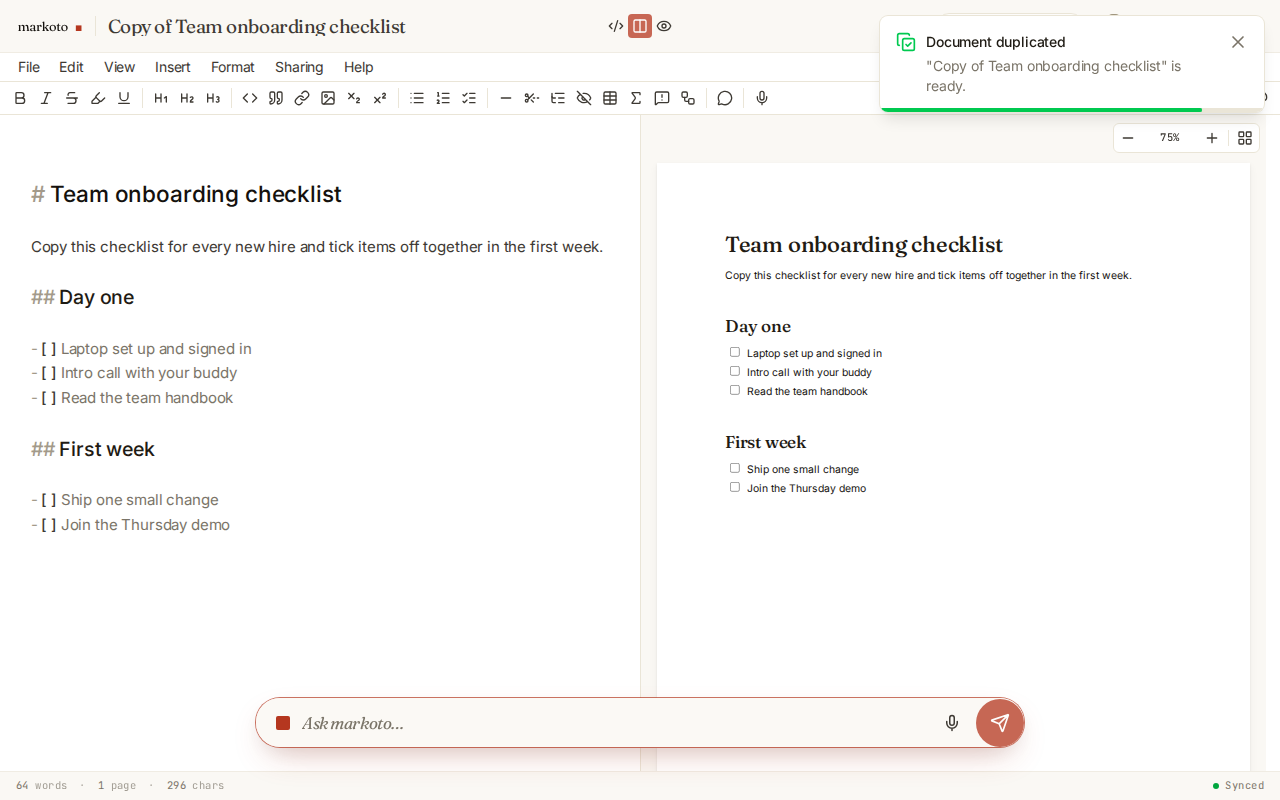 markoto
Copy of Team onboarding checklist
Document duplicated
"Copy of Team onboarding checklist" is
ready.
File Edit View Insert Format Sharing Help
H1 H2 H3
75%
# Team onboarding checklist
Copy this checklist for every new hire and tick items off together in the first week.
## Day one
- [ ] Laptop set up and signed in
- [ ] Intro call with your buddy
- [ ] Read the team handbook
## First week
- [ ] Ship one small change
- [ ] Join the Thursday demo
Team onboarding checklist
Copy this checklist for every new hire and tick items off together in the first week.
Day one
Laptop set up and signed in
Intro call with your buddy
Read the team handbook
First week
Ship one small change
Join the Thursday demo
Ask markoto...
64 words · 1 page · 296 chars
Synced